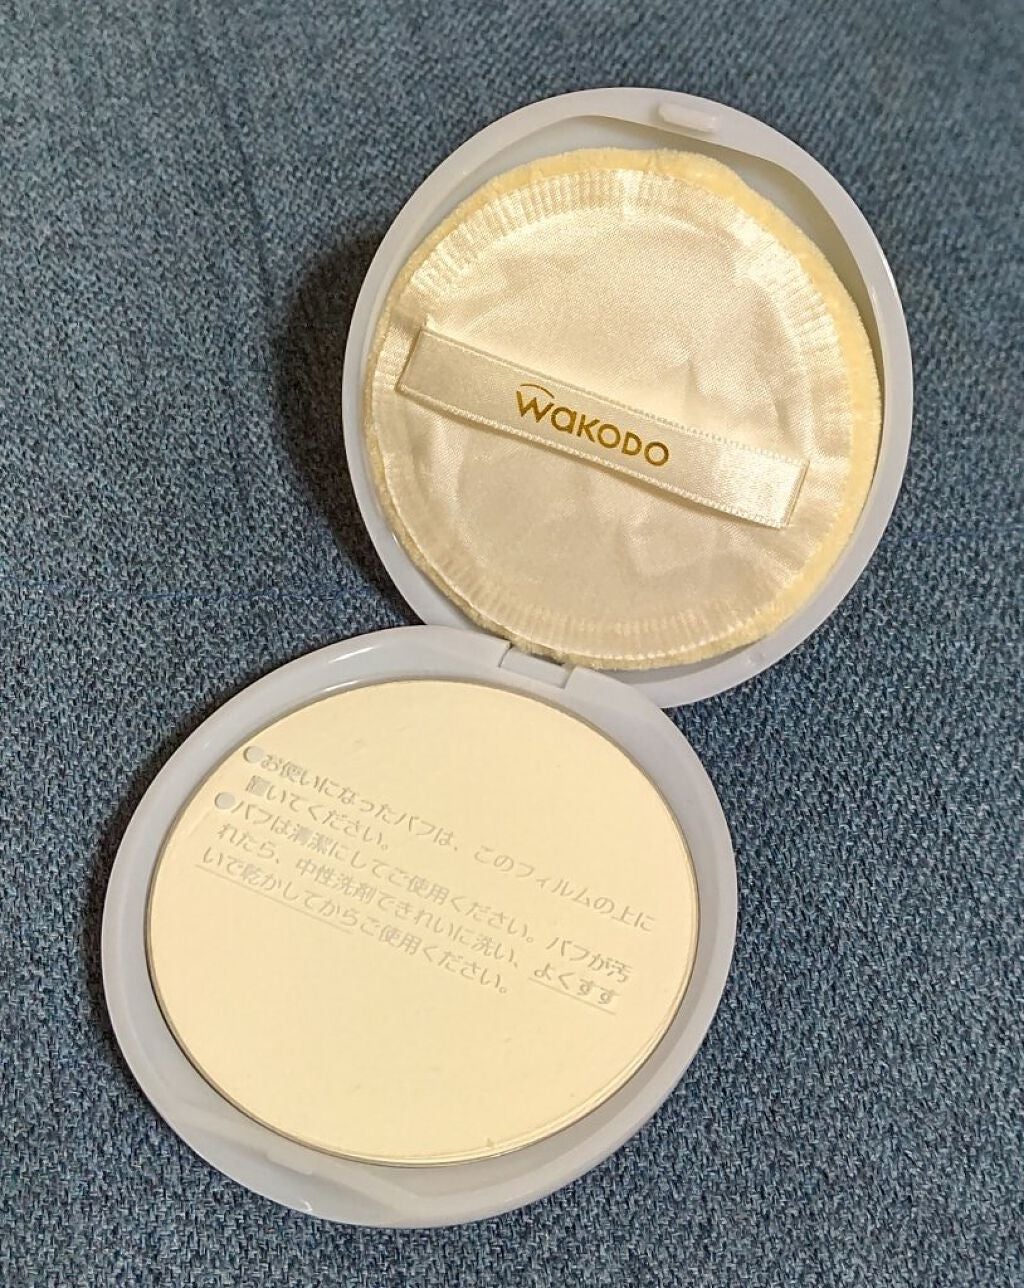 Wakodo
●お使いになったパフは、このフィルムの上に
置いてください。
●パフは清潔にしてご使用ください。パフが汚
れたら、中性洗剤できれいに洗い、よくすす
いで乾かしてからご使用ください。